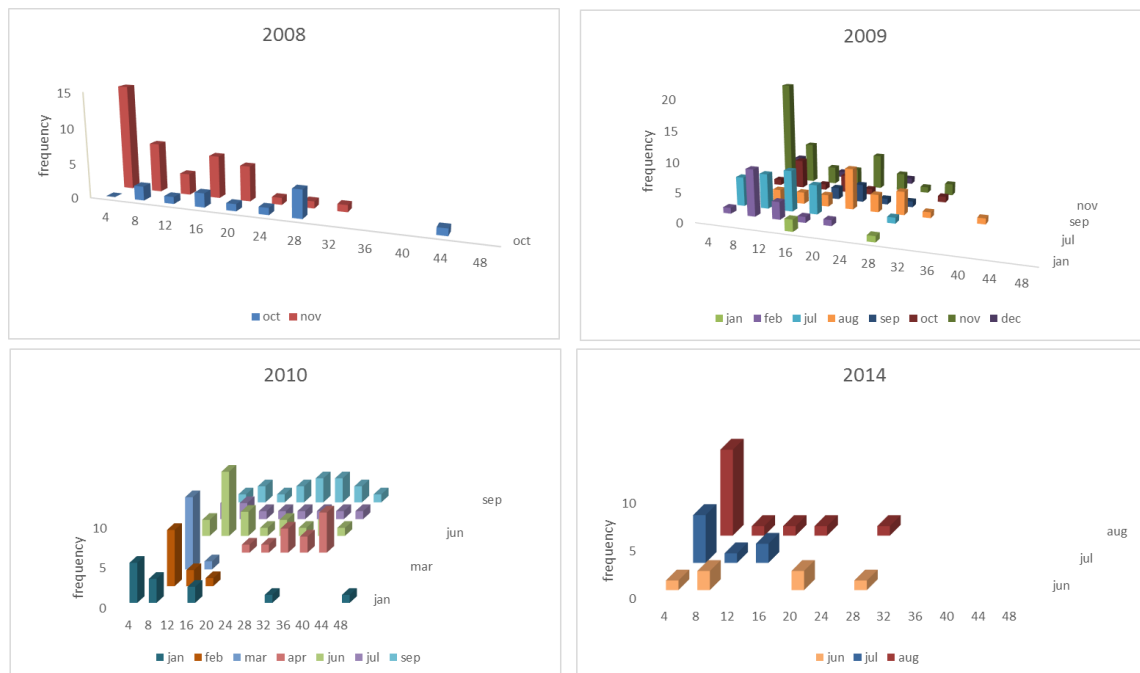 2008
15
10
5
0
frequency
4 8 12 16 20 24 28 32 36 40 44 48
oct
oct nov
2009
20
15
10
5
0
frequency
4 8 12 16 20 24 28 32 36 40 44 48
nov
sep
jul
jan
jan feb jul aug sep oct nov dec
2010
10
5
0
frequency
4 8 12 16 20 24 28 32 36 40 44 48
sep
jun
mar
jan
jan feb mar apr jun jul sep
2014
10
5
0
frequency
4 8 12 16 20 24 28 32 36 40 44 48
aug
jul
jun
jun jul aug